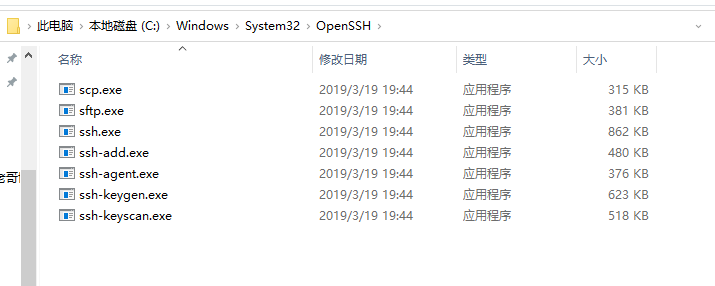 此电脑 › 本地磁盘 (C:) › Windows › System32 › OpenSSH ›
名称 修改日期 类型 大小
scp.exe 2019/3/19 19:44 应用程序 315 KB
sftp.exe 2019/3/19 19:44 应用程序 381 KB
ssh.exe 2019/3/19 19:44 应用程序 862 KB
ssh-add.exe 2019/3/19 19:44 应用程序 480 KB
ssh-agent.exe 2019/3/19 19:44 应用程序 376 KB
ssh-keygen.exe 2019/3/19 19:44 应用程序 623 KB
ssh-keyscan.exe 2019/3/19 19:44 应用程序 518 KB